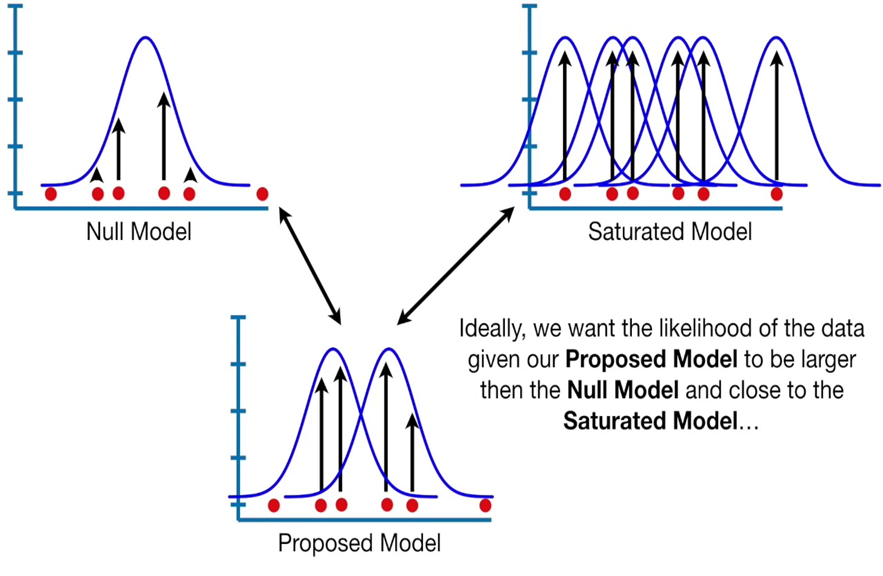 Null Model
Saturated Model
Ideally, we want the likelihood of the data
given our Proposed Model to be larger
then the Null Model and close to the
Saturated Model…
Proposed Model